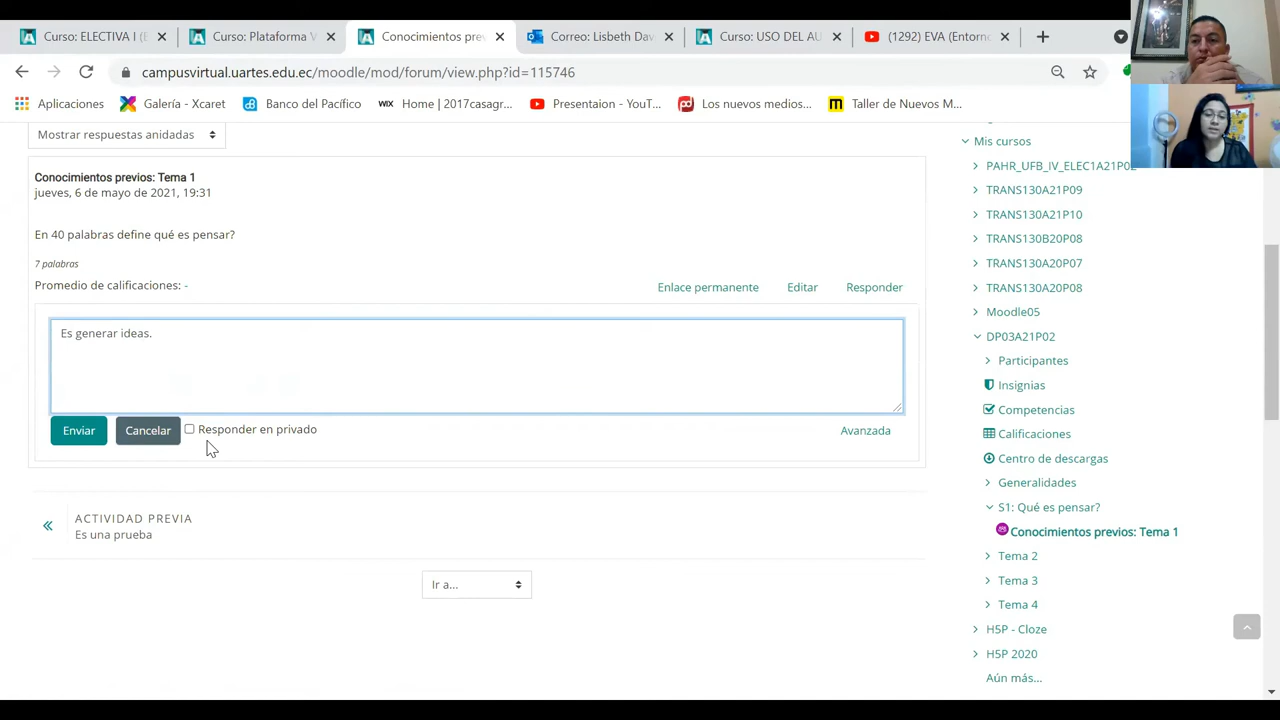 Curso: ELECTIVA I (E
Curso: Plataforma V
Conocimientos prev
Correo: Lisbeth Dav
Curso: USO DEL AU
(1292) EVA (Entorn
campusvirtual.uartes.edu.ec/moodle/mod/forum/view.php?id=115746
Aplicaciones
Galería - Xcaret
Banco del Pacífico
Home | 2017casagr...
Presentaion - YouT...
Los nuevos medios...
Taller de Nuevos M...
Mostrar respuestas anidadas
Conocimientos previos: Tema 1
jueves, 6 de mayo de 2021, 19:31
En 40 palabras define qué es pensar?
7 palabras
Promedio de calificaciones: -
Enlace permanente
Editar
Responder
Es generar ideas.
Enviar
Cancelar
Responder en privado
Avanzada
ACTIVIDAD PREVIA
Es una prueba
Ir a...
Mis cursos
PAHR_UFB_IV_ELEC1A21P02
TRANS130A21P09
TRANS130A21P10
TRANS130B20P08
TRANS130A20P07
TRANS130A20P08
Moodle05
DP03A21P02
Participantes
Insignias
Competencias
Calificaciones
Centro de descargas
Generalidades
S1: Qué es pensar?
Conocimientos previos: Tema 1
Tema 2
Tema 3
Tema 4
H5P - Cloze
H5P 2020
Aún más...